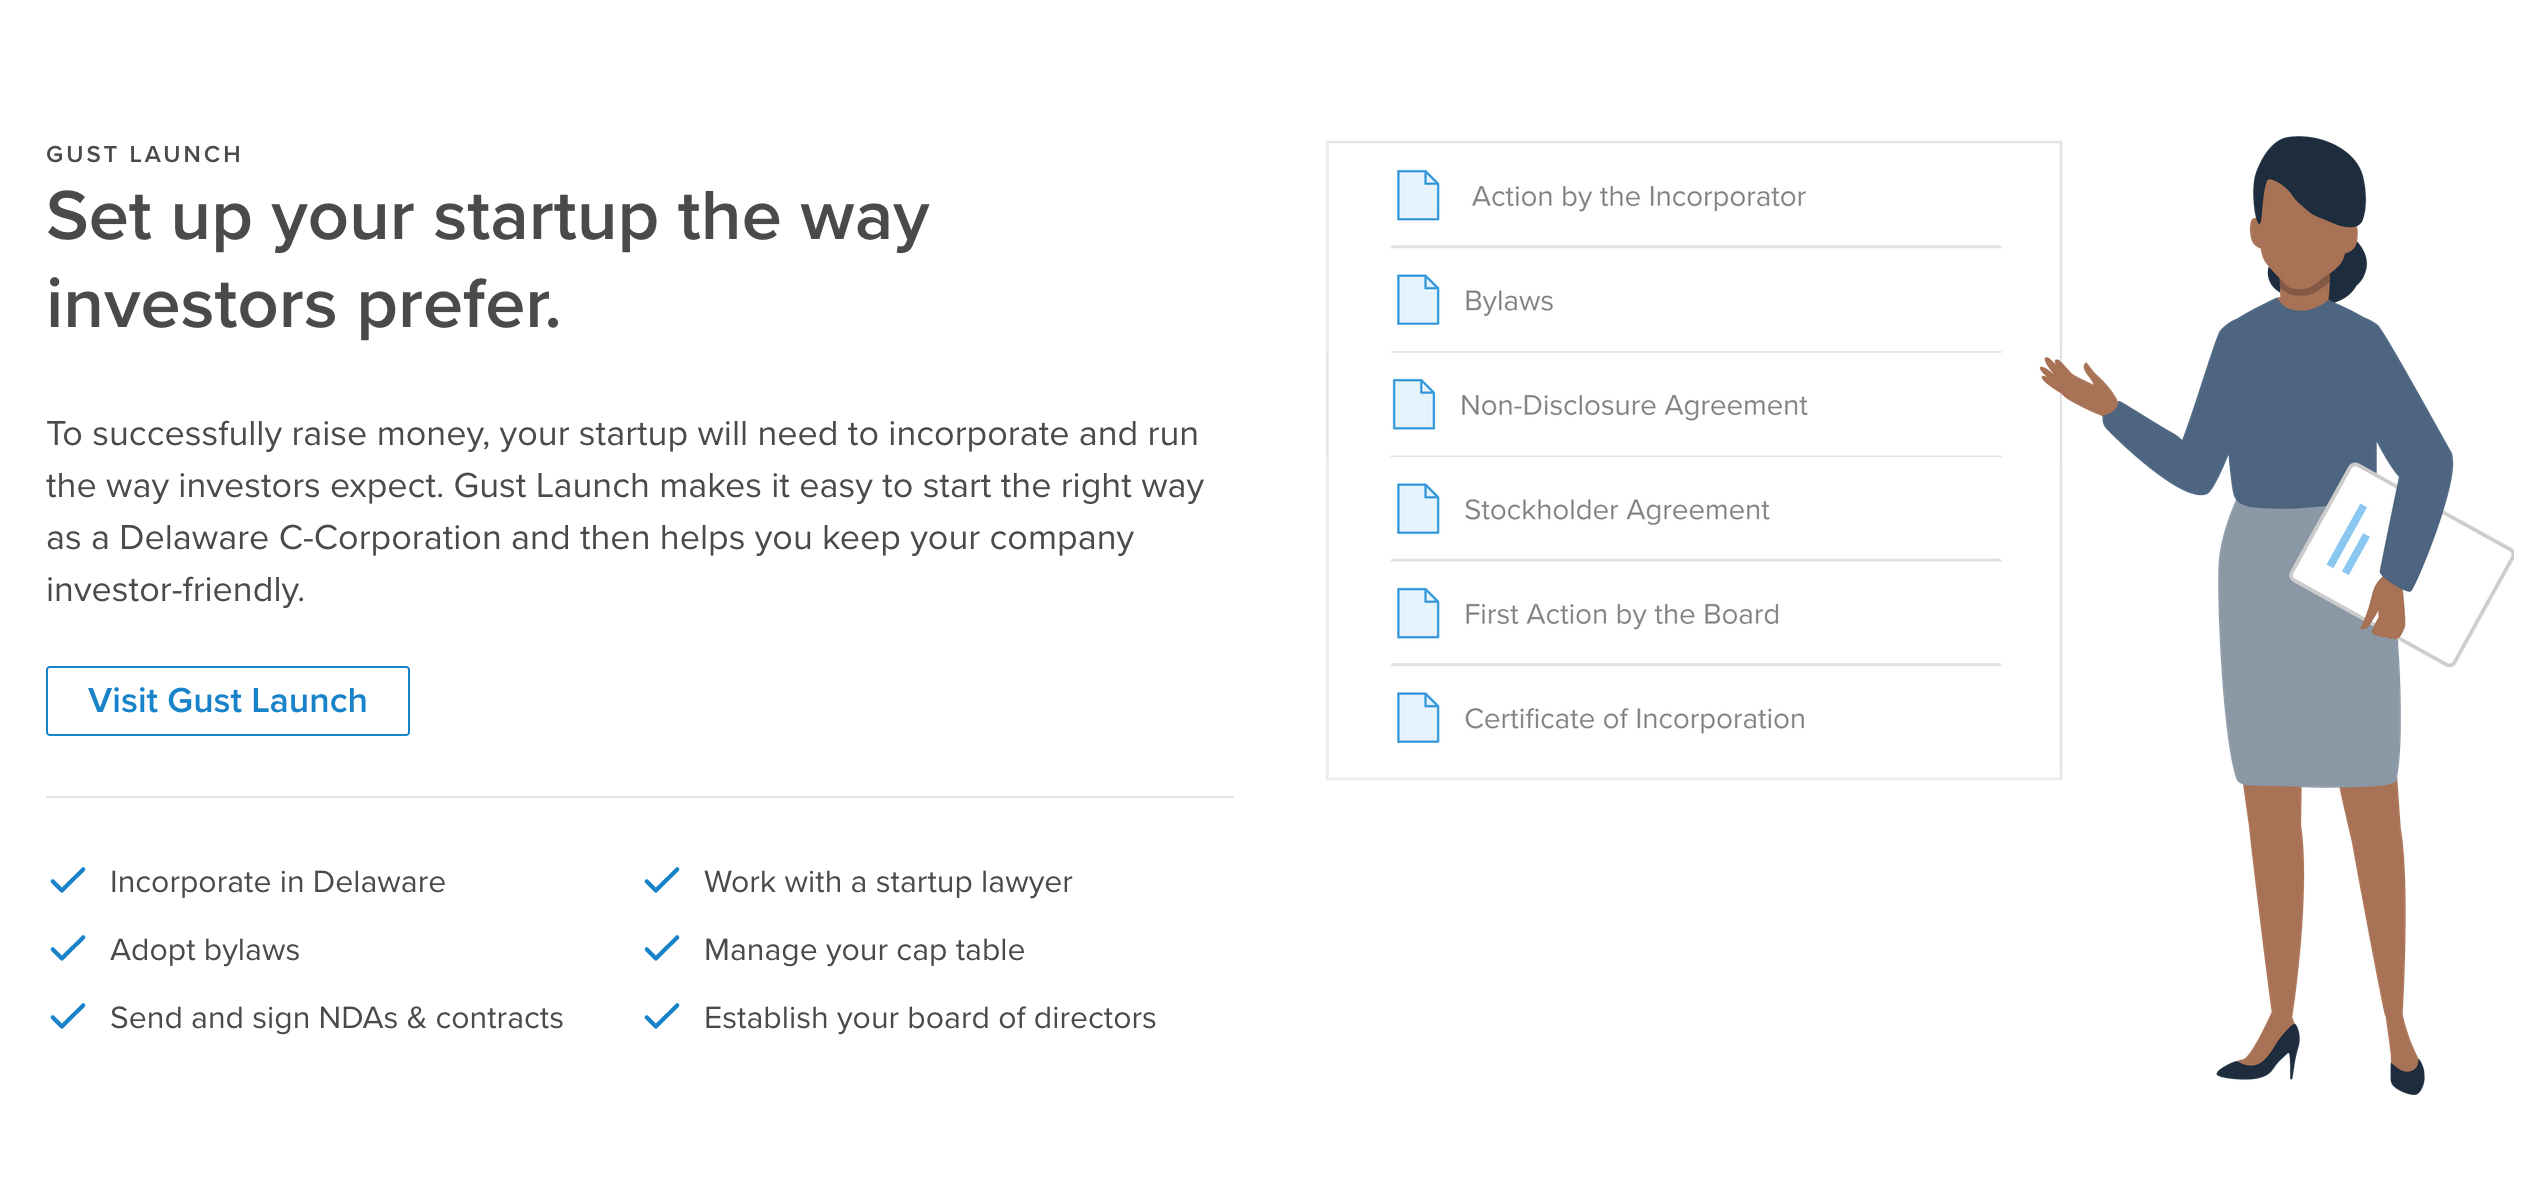 GUST LAUNCH
Set up your startup the way
investors prefer.
To successfully raise money, your startup will need to incorporate and run
the way investors expect. Gust Launch makes it easy to start the right way
as a Delaware C-Corporation and then helps you keep your company
investor-friendly.
Visit Gust Launch
Incorporate in Delaware
Adopt bylaws
Send and sign NDAs & contracts
Work with a startup lawyer
Manage your cap table
Establish your board of directors
Action by the Incorporator
Bylaws
Non-Disclosure Agreement
Stockholder Agreement
First Action by the Board
Certificate of Incorporation